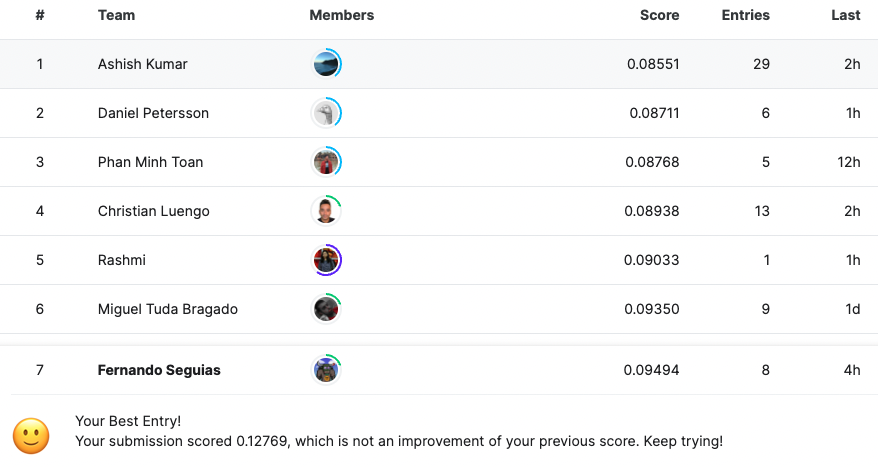 # Team Members Score Entries Last
1 Ashish Kumar 0.08551 29 2h
2 Daniel Petersson 0.08711 6 1h
3 Phan Minh Toan 0.08768 5 12h
4 Christian Luengo 0.08938 13 2h
5 Rashmi 0.09033 1 1h
6 Miguel Tuda Bragado 0.09350 9 1d
7 Fernando Seguias 0.09494 8 4h
Your Best Entry!
Your submission scored 0.12769, which is not an improvement of your previous score. Keep trying!